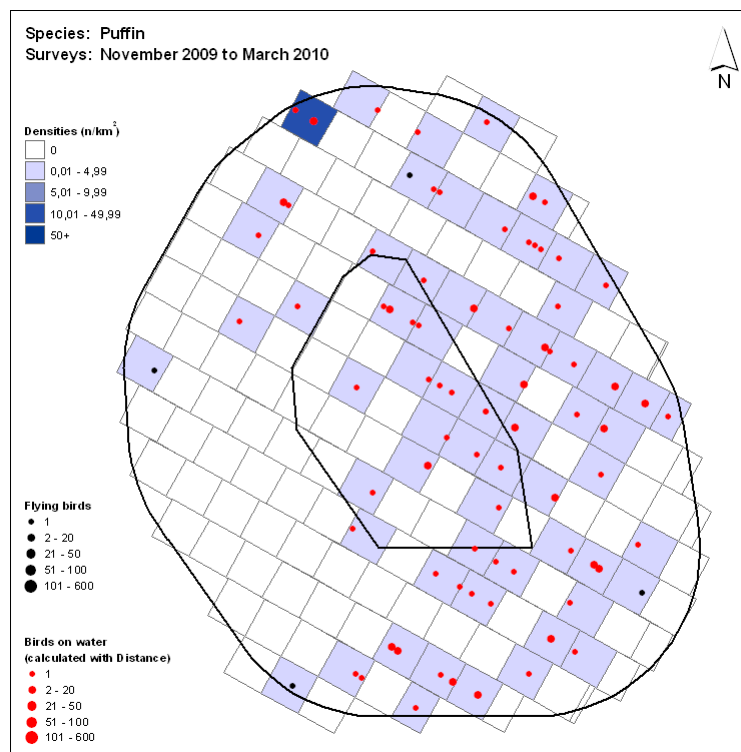 Species: Puffin
Surveys: November 2009 to March 2010
N
Densities (n/km²)
0
0,01 - 4,99
5,01 - 9,99
10,01 - 49,99
50+
Flying birds
1
2 - 20
21 - 50
51 - 100
101 - 600
Birds on water
(calculated with Distance)
1
2 - 20
21 - 50
51 - 100
101 - 600